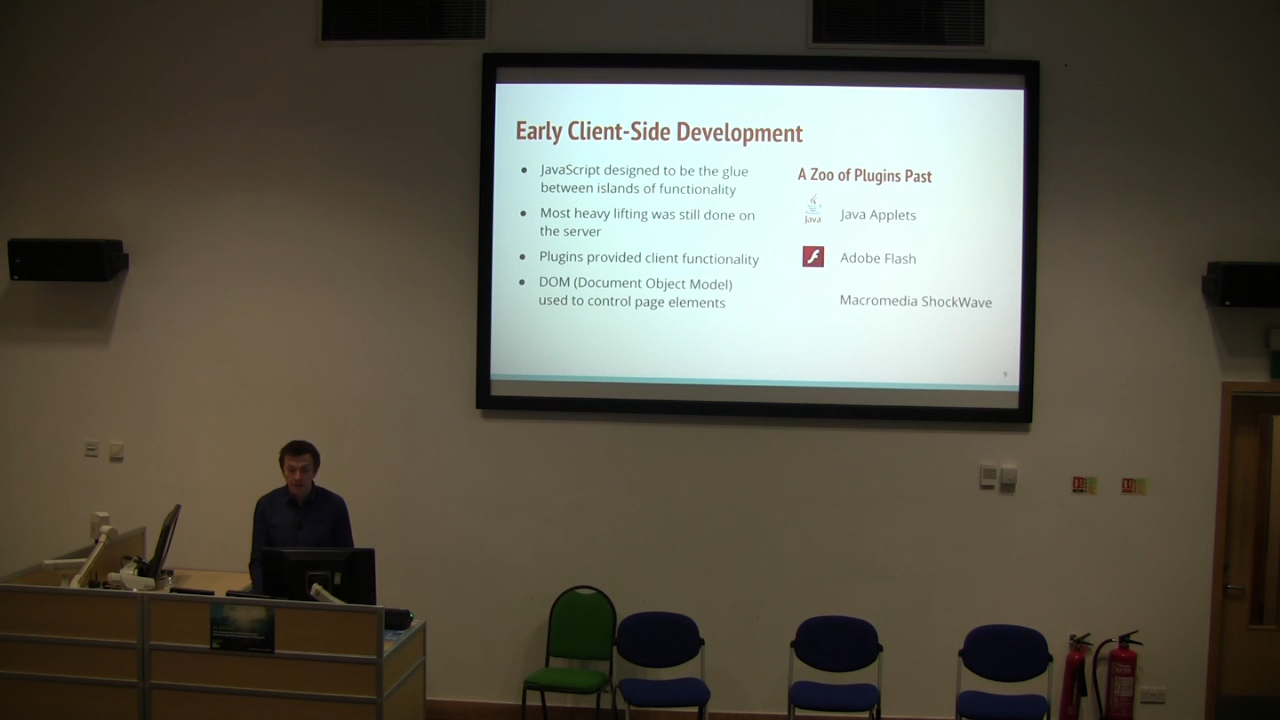 Early Client-Side Development
● JavaScript designed to be the glue
between islands of functionality
● Most heavy lifting was still done on
the server
● Plugins provided client functionality
● DOM (Document Object Model)
used to control page elements
A Zoo of Plugins Past
Java
Java Applets
Adobe Flash
Macromedia ShockWave
9